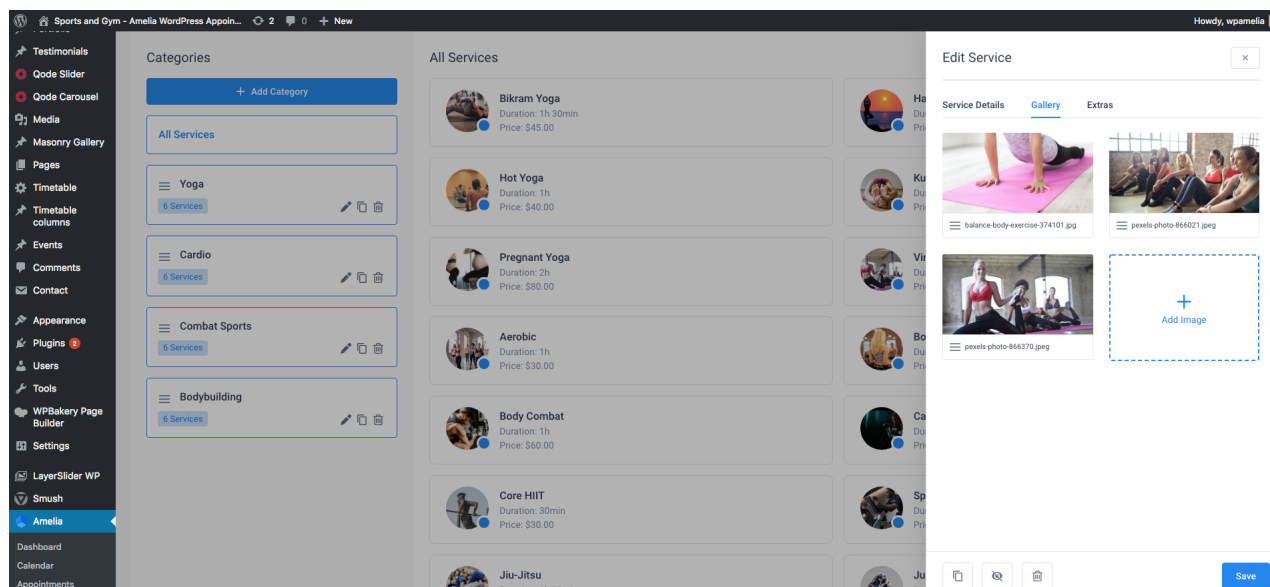 Sports and Gym - Amelia WordPress Appoin...
2
0
+ New
Howdy, wpamelia
Testimonials
Qode Slider
Qode Carousel
Media
Masonry Gallery
Pages
Timetable
Timetable
columns
Events
Comments
Contact
Appearance
Plugins 2
Users
Tools
WPBakery Page
Builder
Settings
LayerSlider WP
Smush
Amelia
Dashboard
Calendar
Appointments
Categories
+ Add Category
All Services
Yoga
6 Services
Cardio
6 Services
Combat Sports
6 Services
Bodybuilding
6 Services
All Services
Bikram Yoga
Duration: 1h 30min
Price: $45.00
Hot Yoga
Duration: 1h
Price: $40.00
Pregnant Yoga
Duration: 2h
Price: $80.00
Aerobic
Duration: 1h
Price: $30.00
Body Combat
Duration: 1h
Price: $60.00
Core HIIT
Duration: 30min
Price: $30.00
Jiu-Jitsu
Edit Service
Service Details
Gallery
Extras
balance-body-exercise-374101.jpg
pexels-photo-866021.jpeg
pexels-photo-866370.jpeg
+
Add Image
Save